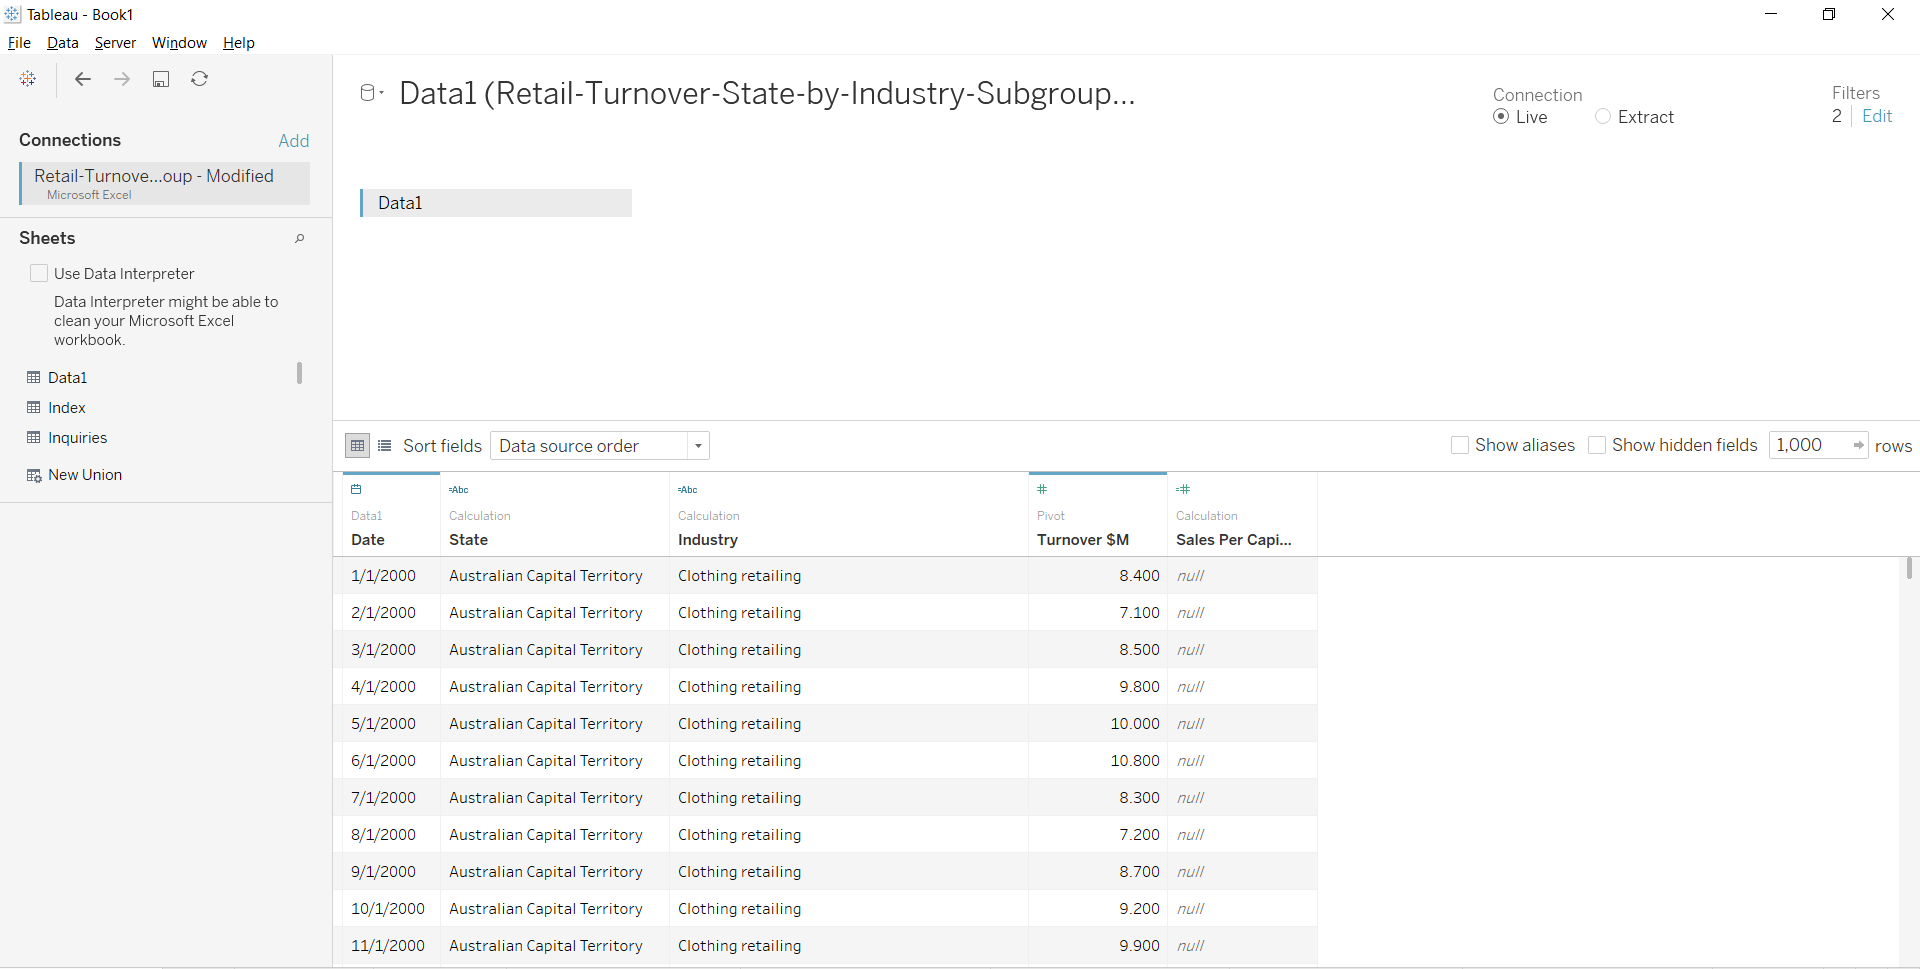 Tableau - Book1
File Data Server Window Help
Connections Add
Retail-Turnove...oup - Modified
Microsoft Excel
Sheets
Use Data Interpreter
Data Interpreter might be able to
clean your Microsoft Excel
workbook.
Data1
Index
Inquiries
New Union
Data1 (Retail-Turnover-State-by-Industry-Subgroup...
Connection
Live Extract
Filters
2 Edit
Data1
Sort fields Data source order Show aliases Show hidden fields 1,000 rows
=Abc =Abc # =#
Data1 Calculation Calculation Pivot Calculation
Date State Industry Turnover $M Sales Per Capi...
1/1/2000 Australian Capital Territory Clothing retailing 8.400 null
2/1/2000 Australian Capital Territory Clothing retailing 7.100 null
3/1/2000 Australian Capital Territory Clothing retailing 8.500 null
4/1/2000 Australian Capital Territory Clothing retailing 9.800 null
5/1/2000 Australian Capital Territory Clothing retailing 10.000 null
6/1/2000 Australian Capital Territory Clothing retailing 10.800 null
7/1/2000 Australian Capital Territory Clothing retailing 8.300 null
8/1/2000 Australian Capital Territory Clothing retailing 7.200 null
9/1/2000 Australian Capital Territory Clothing retailing 8.700 null
10/1/2000 Australian Capital Territory Clothing retailing 9.200 null
11/1/2000 Australian Capital Territory Clothing retailing 9.900 null